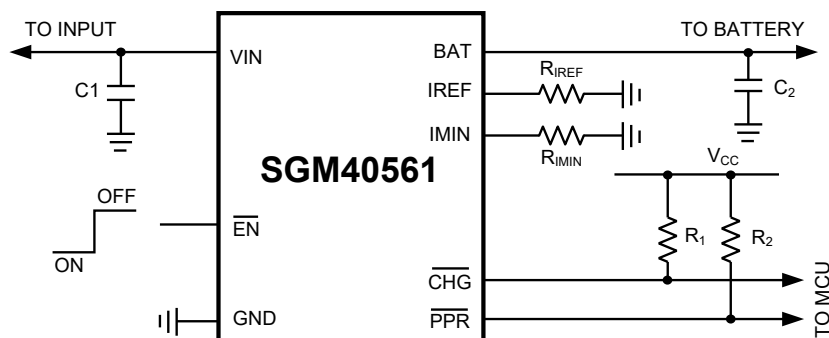 TO INPUT
C1
VIN
BAT
TO BATTERY
C2
IREF
RIREF
IMIN
RIMIN
SGM40561
VCC
OFF
ON
EN
R1
R2
CHG
GND
PPR
TO MCU